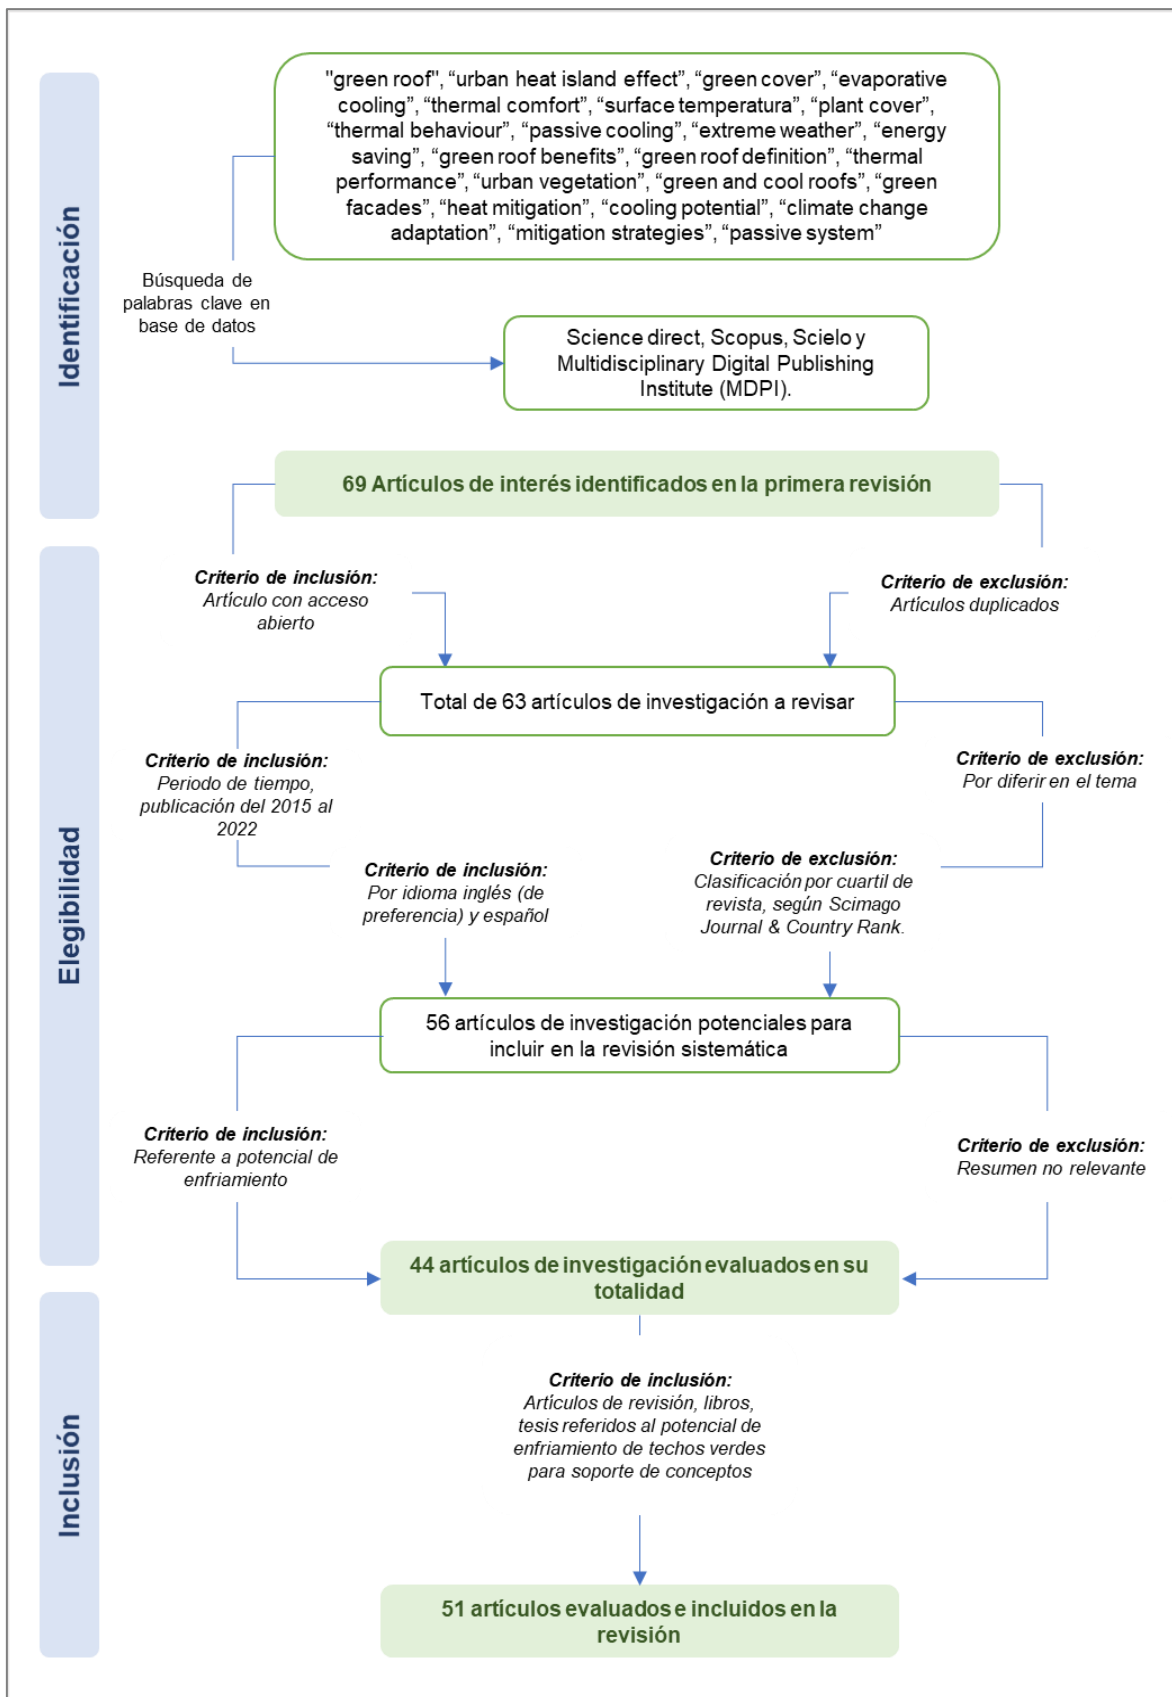 Identificación
"green roof", “urban heat island effect”, “green cover”, “evaporative
cooling”, “thermal comfort”, “surface temperatura”, “plant cover”,
“thermal behaviour”, “passive cooling”, “extreme weather”, “energy
saving”, “green roof benefits”, “green roof definition”, “thermal
performance”, “urban vegetation”, “green and cool roofs”, “green
facades”, “heat mitigation”, “cooling potential”, “climate change
adaptation”, “mitigation strategies”, “passive system”
Búsqueda de
palabras clave en
base de datos
Science direct, Scopus, Scielo y
Multidisciplinary Digital Publishing
Institute (MDPI).
69 Artículos de interés identificados en la primera revisión
Elegibilidad
Criterio de inclusión:
Artículo con acceso
abierto
Criterio de exclusión:
Artículos duplicados
Total de 63 artículos de investigación a revisar
Criterio de inclusión:
Periodo de tiempo,
publicación del 2015 al
2022
Criterio de exclusión:
Por diferir en el tema
Criterio de inclusión:
Por idioma inglés (de
preferencia) y español
Criterio de exclusión:
Clasificación por cuartil de
revista, según Scimago
Journal & Country Rank.
56 artículos de investigación potenciales para
incluir en la revisión sistemática
Criterio de inclusión:
Referente a potencial de
enfriamiento
Criterio de exclusión:
Resumen no relevante
44 artículos de investigación evaluados en su
totalidad
Inclusión
Criterio de inclusión:
Artículos de revisión, libros,
tesis referidos al potencial de
enfriamiento de techos verdes
para soporte de conceptos
51 artículos evaluados e incluidos en la
revisión